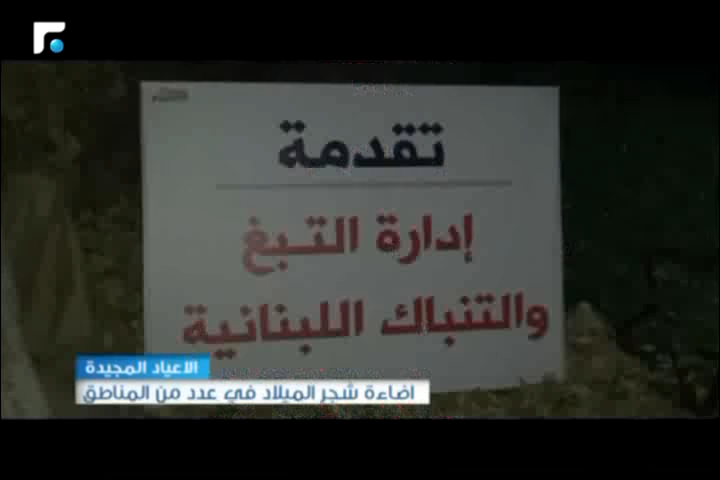 تقدمة
إدارة التبغ
والتنباك اللبنانية
الاعياد المجيدة
اضاءة شجر الميلاد في عدد من المناطق